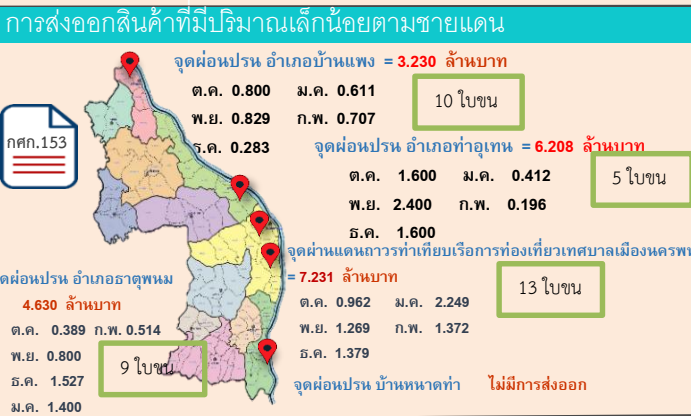 การส่งออกสินค้าที่มีปริมาณเล็กน้อยตามชายแดน
จุดผ่อนปรน อำเภอบ้านแพง = 3.230 ล้านบาท
ต.ค. 0.800 ม.ค. 0.611
พ.ย. 0.829 ก.พ. 0.707
ธ.ค. 0.283
10 ใบขน
กศก.153
จุดผ่อนปรน อำเภอท่าอุเทน = 6.208 ล้านบาท
ต.ค. 1.600 ม.ค. 0.412
พ.ย. 2.400 ก.พ. 0.196
ธ.ค. 1.600
5 ใบขน
จุดผ่านแดนถาวรท่าเทียบเรือการท่องเที่ยวเทศบาลเมืองนครพน
= 7.231 ล้านบาท
ต.ค. 0.962 ม.ค. 2.249
พ.ย. 1.269 ก.พ. 1.372
ธ.ค. 1.379
13 ใบขน
ดผ่อนปรน อำเภอธาตุพนม
4.630 ล้านบาท
ต.ค. 0.389 ก.พ. 0.514
พ.ย. 0.800
ธ.ค. 1.527
ม.ค. 1.400
9 ใบขน
จุดผ่อนปรน บ้านหนาดท่า ไม่มีการส่งออก